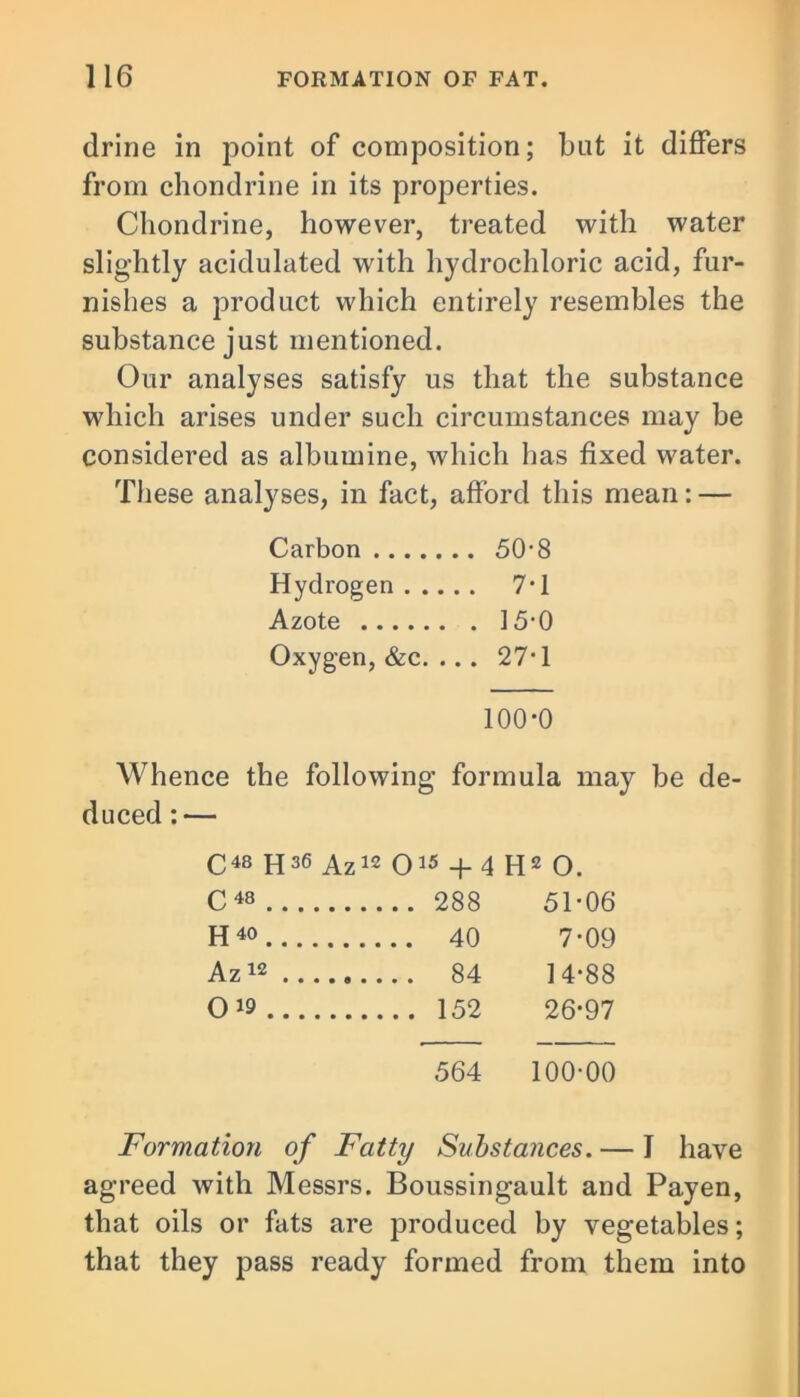 116 FORMATION OF FAT.
drine in point of composition; but it differs
from chondrine in its properties.
Chondrine, however, treated with water
slightly acidulated with hydrochloric acid, fur-
nishes a product which entirely resembles the
substance just mentioned.
Our analyses satisfy us that the substance
which arises under such circumstances may be
considered as albumine, which has fixed water.
These analyses, in fact, afford this mean: —
Carbon ....... 50·8
Hydrogen ..... 7·1
Azote ....... 15·0
Oxygen, &c. ... 27·1
100·0
Whence the following formula may be de-
duced: —
C⁴⁸ H³⁶ Az¹² O¹⁵ + 4 H² O.
C⁴⁸ ........... 288 51·06
H⁴⁰ ........... 40 7·09
Az¹² .......... 84 14·88
O¹⁹ ........... 152 26·97
564 100·00
Formation of Fatty Substances. — I have
agreed with Messrs. Boussingault and Payen,
that oils or fats are produced by vegetables;
that they pass ready formed from them into